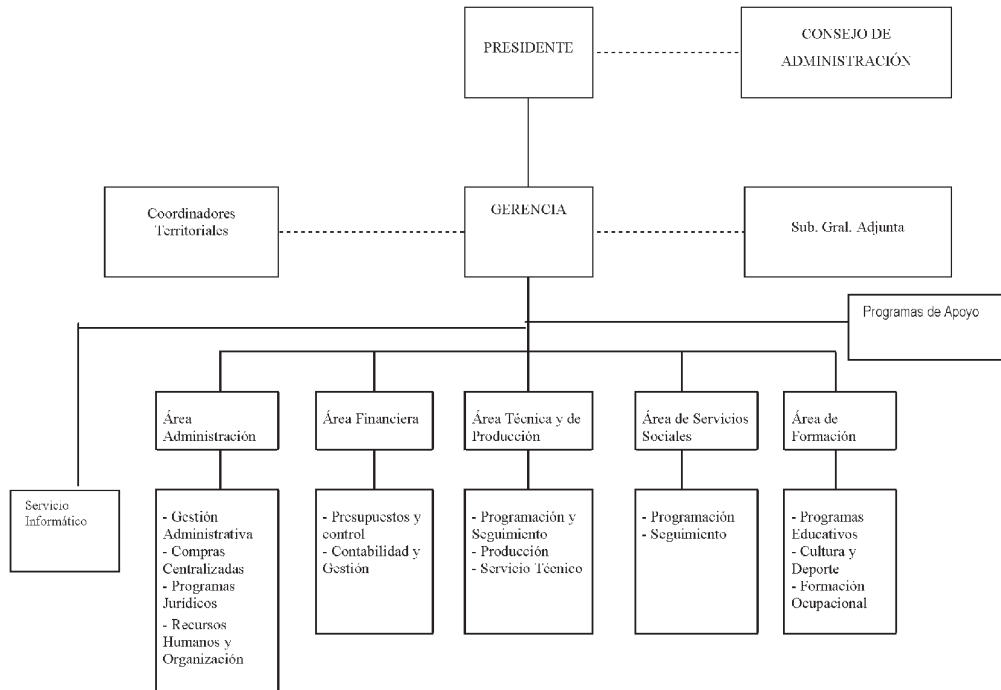 PRESIDENTE
CONSEJO DE
ADMINISTRACIÓN
Coordinadores
Territoriales
GERENCIA
Sub. Gral. Adjunta
Programas de Apoyo
Área
Administración
Área Financiera
Área Técnica y de
Producción
Área de Servicios
Sociales
Área de
Formación
Servicio
Informático
- Gestión
Administrativa
- Compras
Centralizadas
- Programas
Jurídicos
- Recursos
Humanos y
Organización
- Presupuestos y
control
- Contabilidad y
Gestión
- Programación y
Seguimiento
- Producción
- Servicio Técnico
- Programación
- Seguimiento
- Programas
Educativos
- Cultura y
Deporte
- Formación
Ocupacional